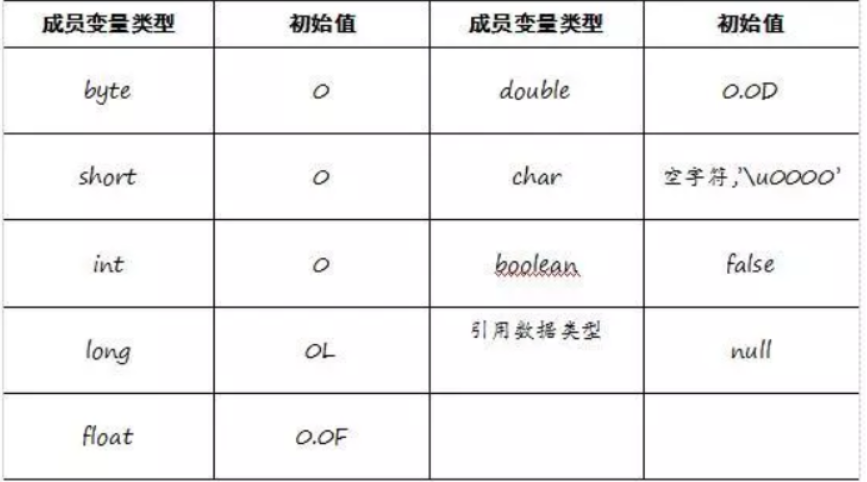 成员变量类型 初始值 成员变量类型 初始值
byte 0 double 0.0D
short 0 char 空字符,'\u0000'
int 0 boolean false
long 0L 引用数据类型 null
float 0.0F